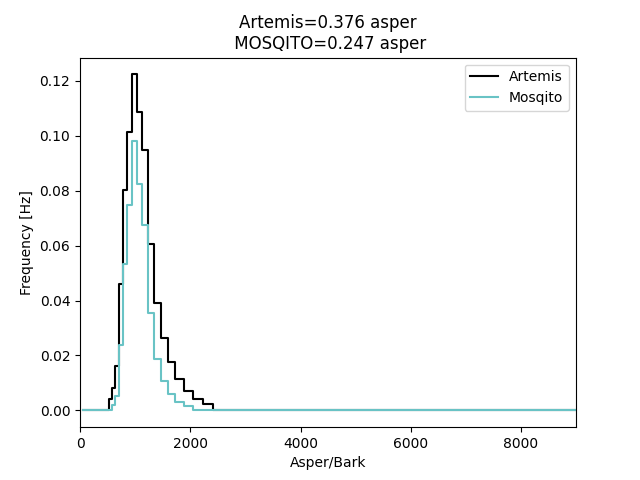 Artemis=0.376 asper
MOSQITO=0.247 asper
Artemis
Mosqito
0.12
0.10
0.08
0.06
0.04
0.02
0.00
Frequency [Hz]
0 2000 4000 6000 8000
Asper/Bark